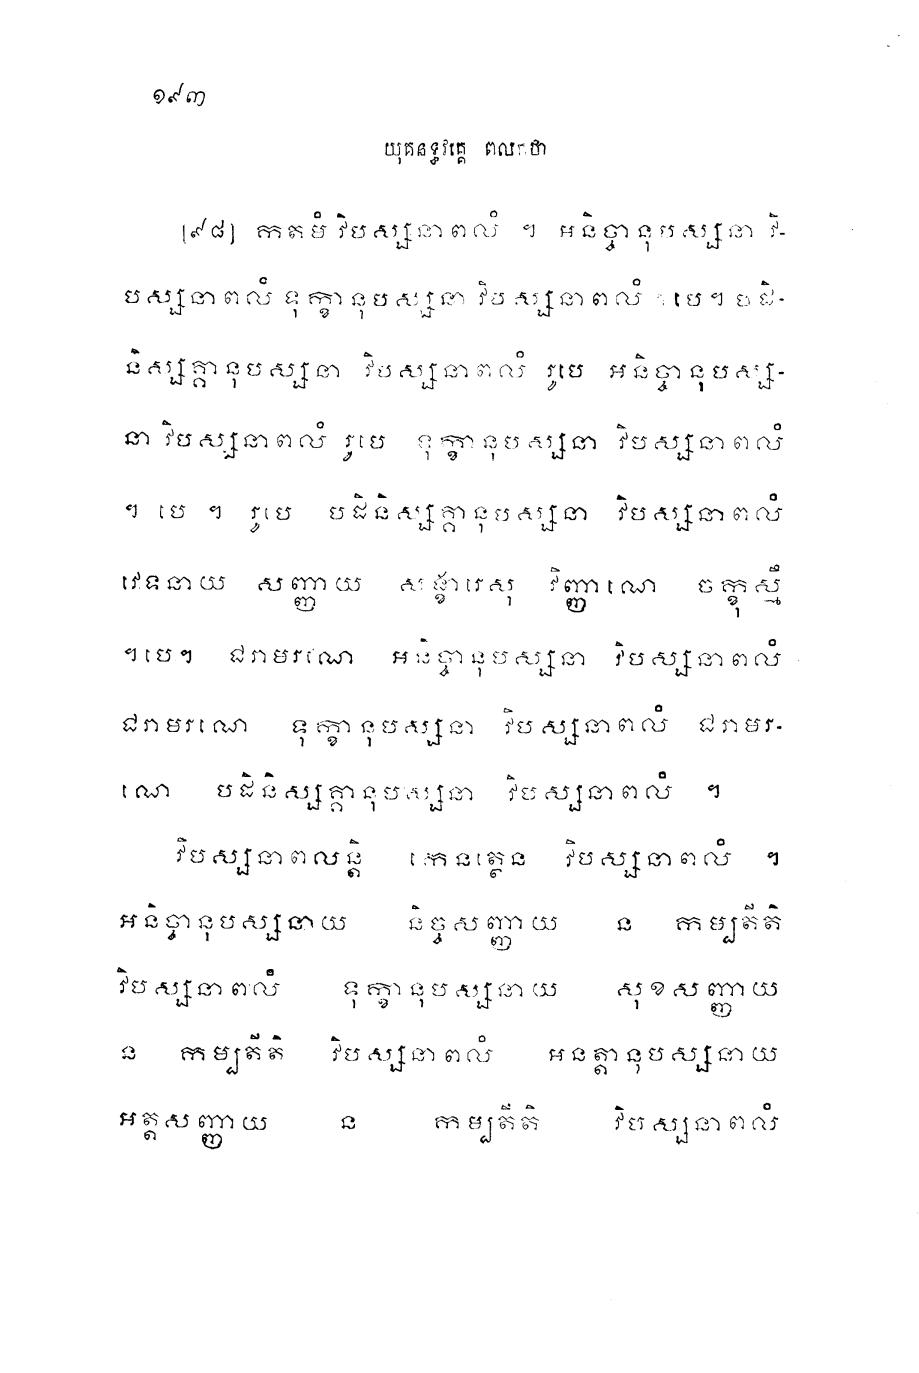 ១៩៣
យុគនទ្ធវគ្គេ ពលកថា
[៩៨] កតមំ វិបស្សនាពលំ ។ អនិច្ចានុបស្សនា វិ-
បស្សនាពលំ ទុក្ខានុបស្សនា វិបស្សនាពលំ ។បេ។ បដិ-
និស្សគ្គានុបស្សនា វិបស្សនាពលំ រូបេ អនិច្ចានុបស្ស-
នា វិបស្សនាពលំ រូបេ ទុក្ខានុបស្សនា វិបស្សនាពលំ
។ បេ ។ រូបេ បដិនិស្សគ្គានុបស្សនា វិបស្សនាពលំ
វេទនាយ សញ្ញាយ សង្ខារេសុ វិញ្ញាណេ ចក្ខុស្មឹ
។បេ។ ជរាមរណេ អនិច្ចានុបស្សនា វិបស្សនាពលំ
ជរាមរណេ ទុក្ខានុបស្សនា វិបស្សនាពលំ ជរាមរ-
ណេ បដិនិស្សគ្គានុបស្សនា វិបស្សនាពលំ ។
វិបស្សនាពលន្តិ កេនត្ថេន វិបស្សនាពលំ ។
អនិច្ចានុបស្សនាយ និច្ចសញ្ញាយ ន កម្បតីតិ
វិបស្សនាពលំ ទុក្ខានុបស្សនាយ សុខសញ្ញាយ
ន កម្បតីតិ វិបស្សនាពលំ អនត្តានុបស្សនាយ
អត្តសញ្ញាយ ន កម្បតីតិ វិបស្សនាពលំ